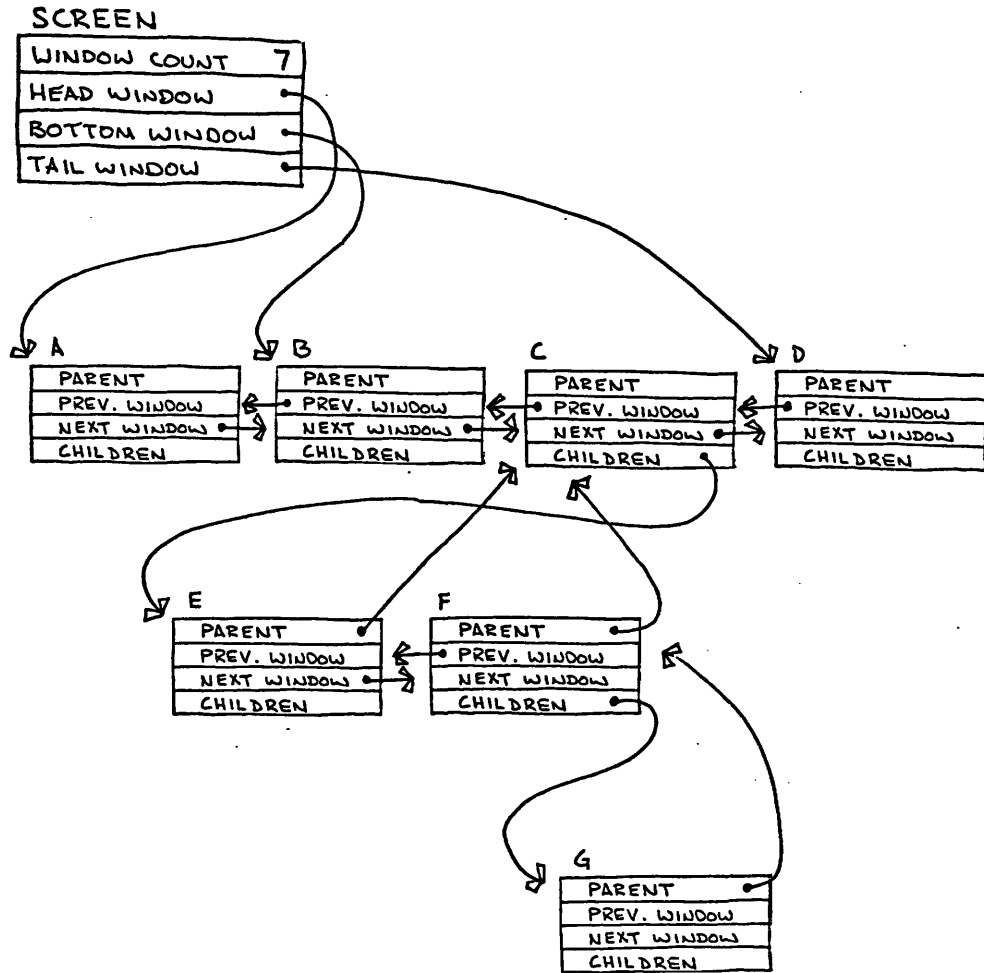 SCREEN
WINDOW COUNT 7
HEAD WINDOW
BOTTOM WINDOW
TAIL WINDOW
A
PARENT
PREV. WINDOW
NEXT WINDOW
CHILDREN
B
PARENT
PREV. WINDOW
NEXT WINDOW
CHILDREN
C
PARENT
PREV. WINDOW
NEXT WINDOW
CHILDREN
D
PARENT
PREV. WINDOW
NEXT WINDOW
CHILDREN
E
PARENT
PREV. WINDOW
NEXT WINDOW
CHILDREN
F
PARENT
PREV. WINDOW
NEXT WINDOW
CHILDREN
G
PARENT
PREV. WINDOW
NEXT WINDOW
CHILDREN